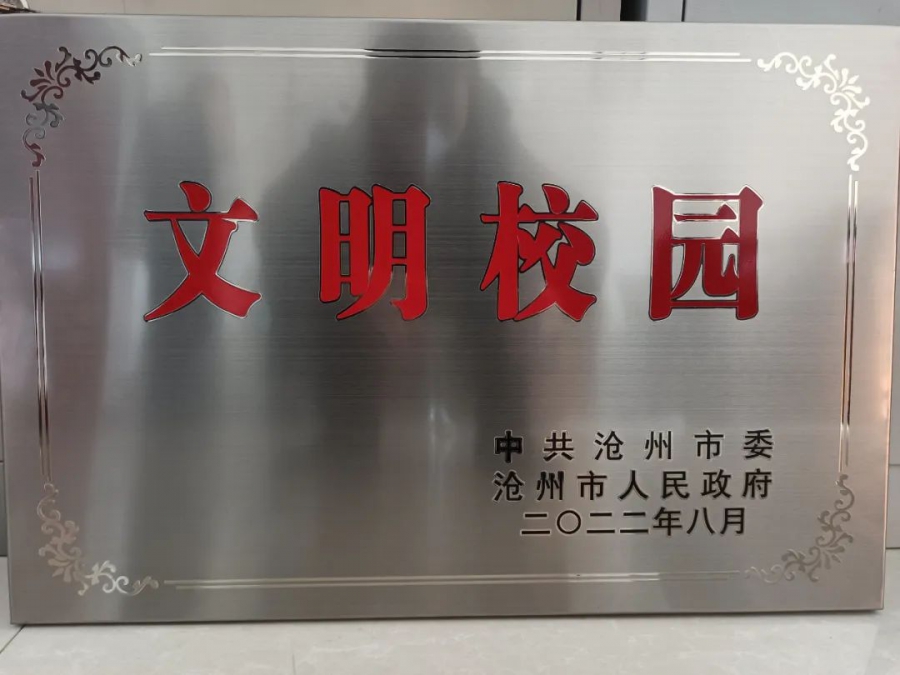 文明校园
中共沧州市委
沧州市人民政府
二〇二二年八月